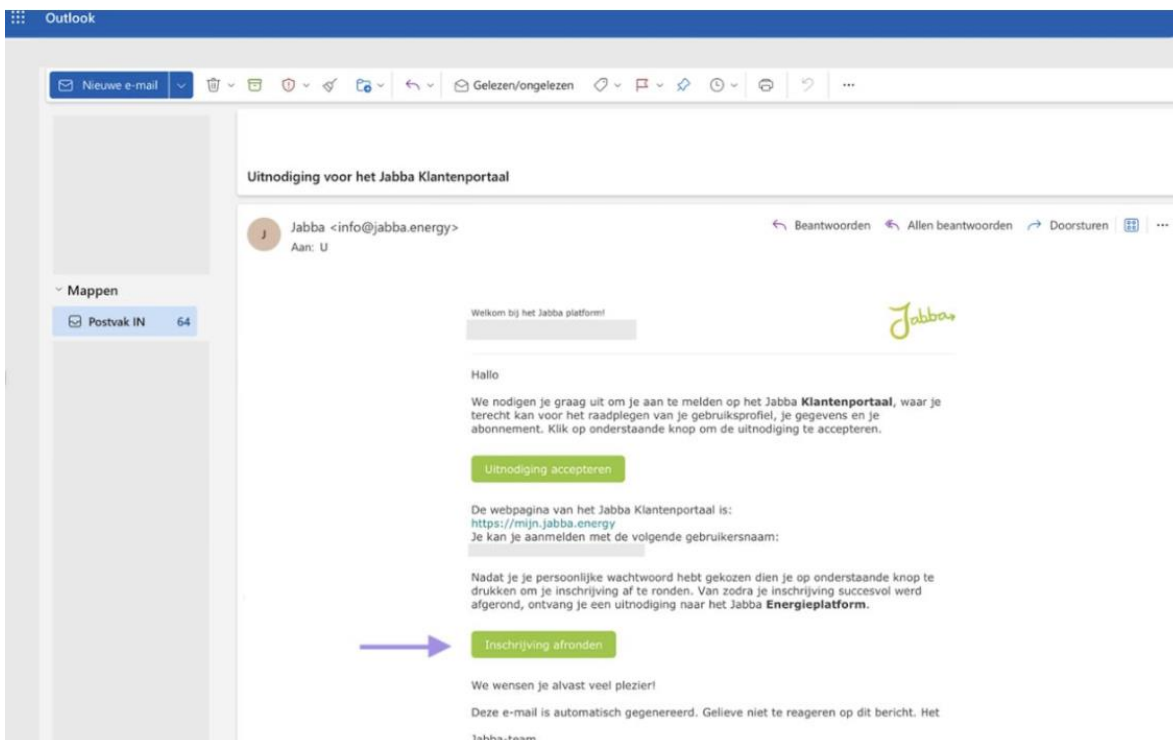 Outlook
Nieuwe e-mail
Gelezen/ongelezen
Uitnodiging voor het Jabba Klantenportaal
J
Jabba <info@jabba.energy>
Aan: U
Beantwoorden
Allen beantwoorden
Doorsturen
Mappen
Postvak IN 64
Welkom bij het Jabba platform!
Jabba
Hallo
We nodigen je graag uit om je aan te melden op het Jabba Klantenportaal, waar je
terecht kan voor het raadplegen van je gebruiksprofiel, je gegevens en je
abonnement. Klik op onderstaande knop om de uitnodiging te accepteren.
Uitnodiging accepteren
De webpagina van het Jabba Klantenportaal is:
https://mijn.jabba.energy
Je kan je aanmelden met de volgende gebruikersnaam:
Nadat je je persoonlijke wachtwoord hebt gekozen dien je op onderstaande knop te
drukken om je inschrijving af te ronden. Van zodra je inschrijving succesvol werd
afgerond, ontvang je een uitnodiging naar het Jabba Energieplatform.
Inschrijving afronden
We wensen je alvast veel plezier!
Deze e-mail is automatisch gegenereerd. Gelieve niet te reageren op dit bericht. Het
Jabba-team